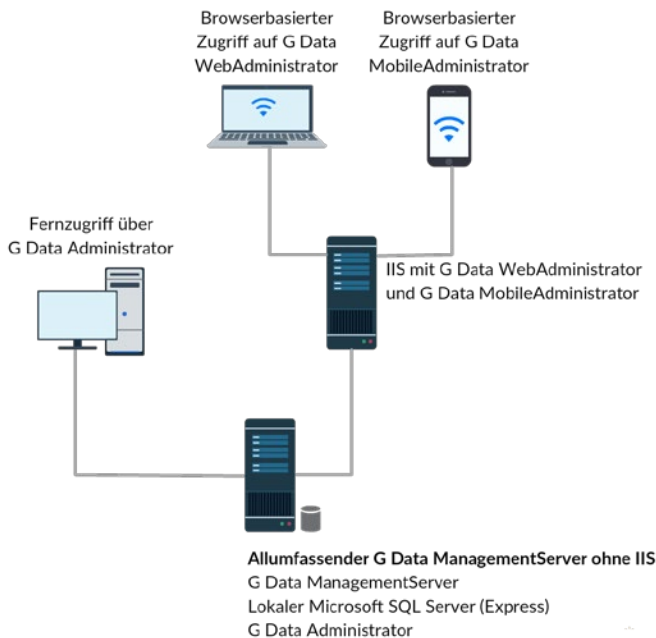 Browserbasierter
Zugriff auf G Data
WebAdministrator
Browserbasierter
Zugriff auf G Data
MobileAdministrator
Fernzugriff über
G Data Administrator
IIS mit G Data WebAdministrator
und G Data MobileAdministrator
Allumfassender G Data ManagementServer ohne IIS
G Data ManagementServer
Lokaler Microsoft SQL Server (Express)
G Data Administrator